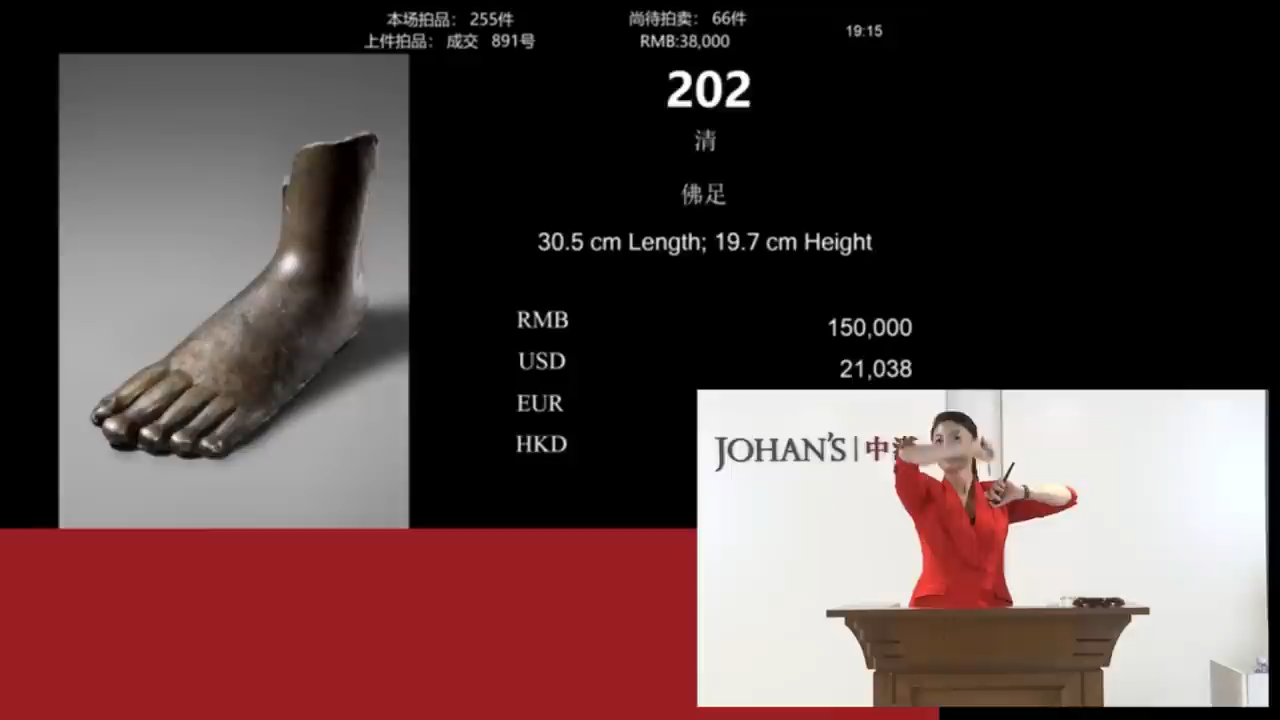 本场拍品： 255件
尚待拍卖： 66件
上件拍品： 成交 891号
RMB:38,000
19:15
202
清
佛足
30.5 cm Length; 19.7 cm Height
RMB 150,000
USD 21,038
EUR
HKD
JOHAN'S | 中